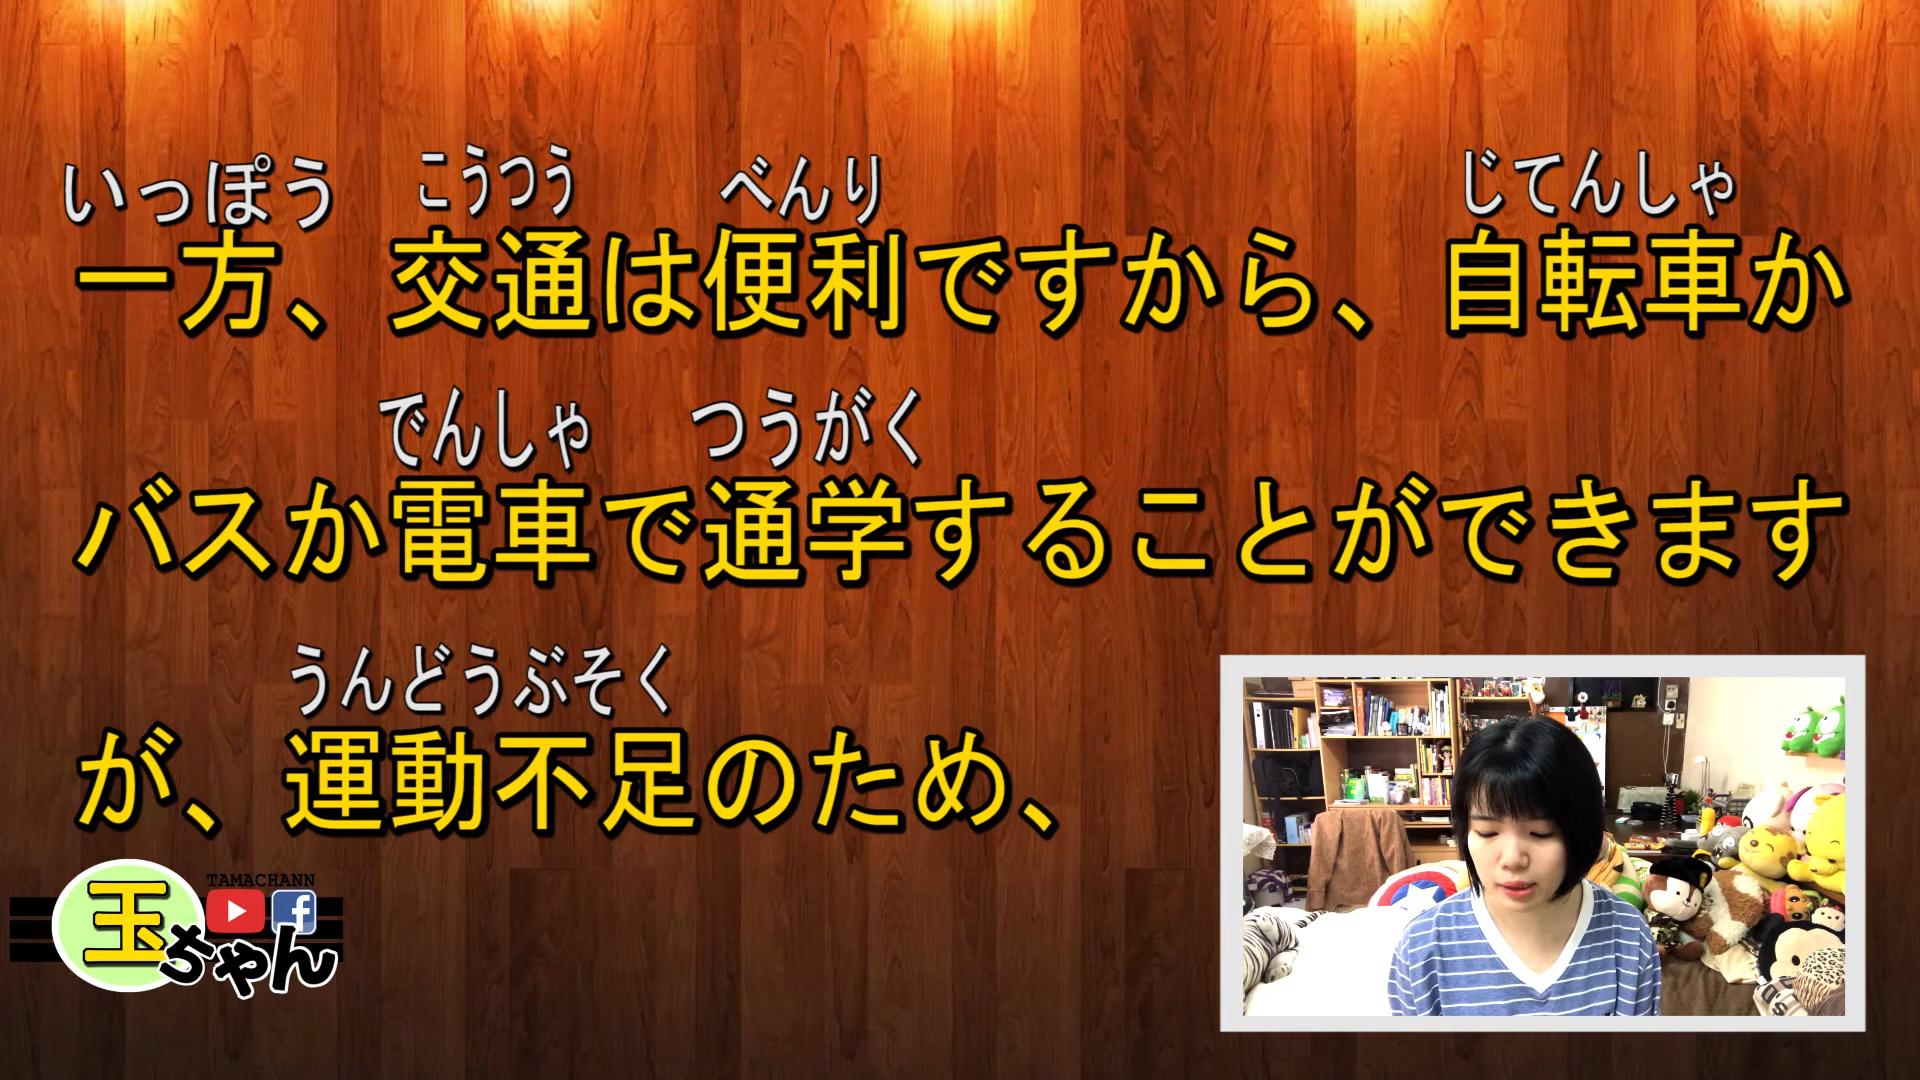 いっぽう こうつう べんり じてんしゃ
一方、交通は便利ですから、自転車か
でんしゃ つうがく
バスか電車で通学することができます
うんどうぶそく
が、運動不足のため、
TAMACHANN
玉ちゃん